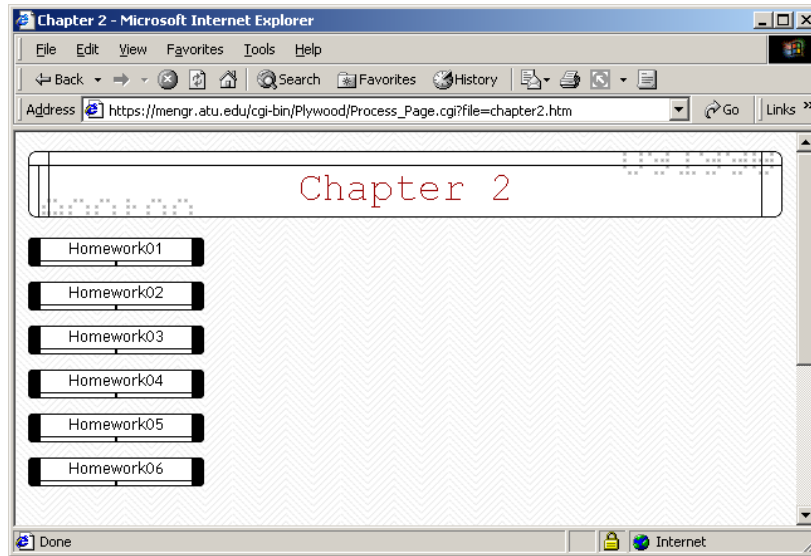 Chapter 2 - Microsoft Internet Explorer
File Edit View Favorites Tools Help
Back Search Favorites History
Address https://mengr.atu.edu/cgi-bin/Plywood/Process_Page.cgi?file=chapter2.htm Go Links »
Chapter 2
Homework01
Homework02
Homework03
Homework04
Homework05
Homework06
Done Internet